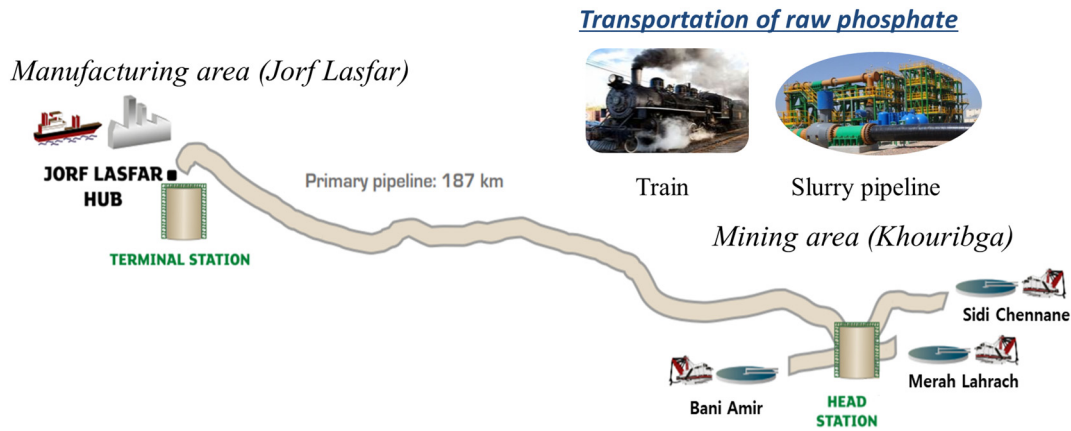 Transportation of raw phosphate
Manufacturing area (Jorf Lasfar)
JORF LASFAR
HUB
Primary pipeline: 187 km
Train
Slurry pipeline
TERMINAL STATION
Mining area (Khouribga)
Sidi Chennane
Merah Lahrach
Bani Amir
HEAD
STATION